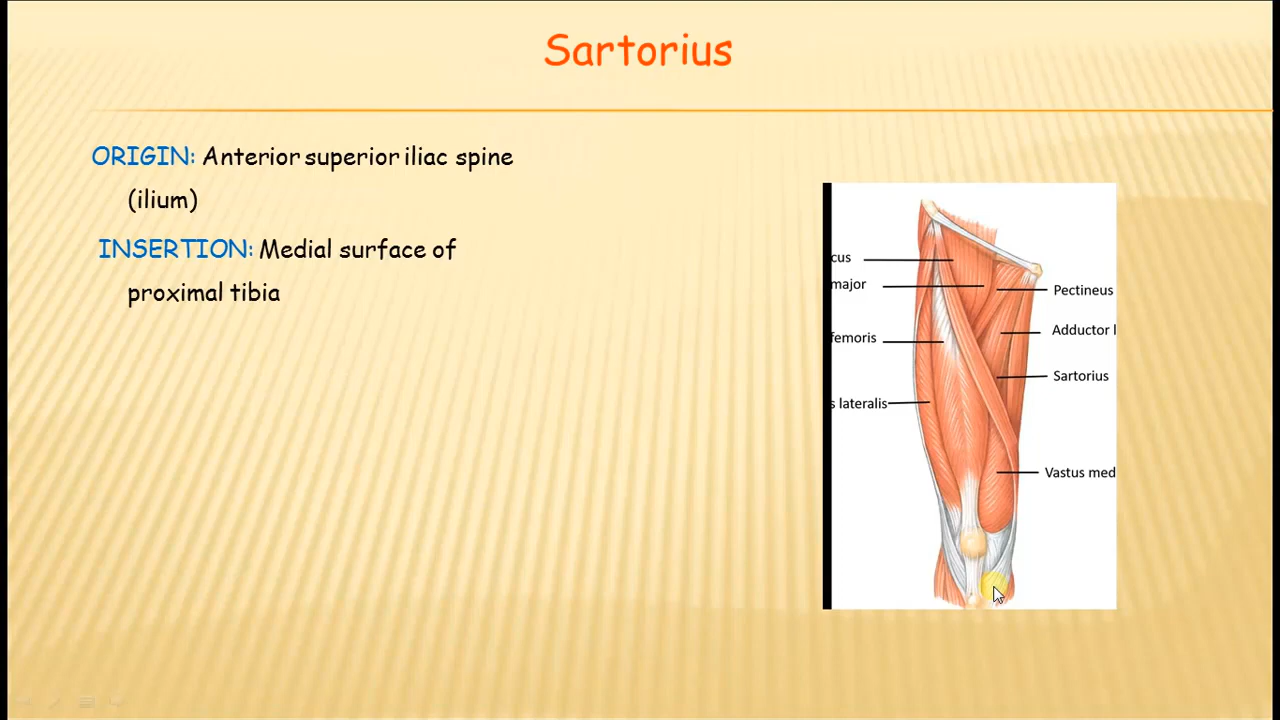 Sartorius
ORIGIN: Anterior superior iliac spine
(ilium)
INSERTION: Medial surface of
proximal tibia
cus
major
femoris
s lateralis
Pectineus
Adductor l
Sartorius
Vastus med